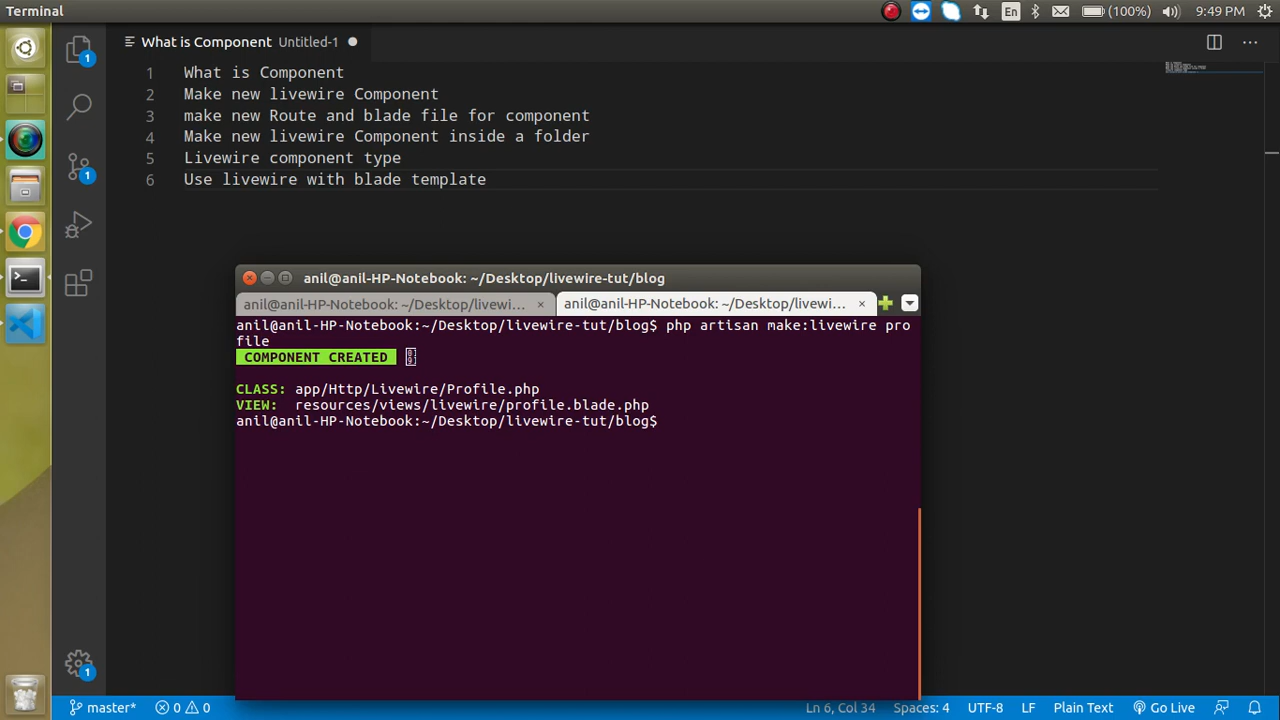 Terminal
En
(100%)
9:49 PM
What is Component Untitled-1
1 What is Component
2 Make new livewire Component
3 make new Route and blade file for component
4 Make new livewire Component inside a folder
5 Livewire component type
6 Use livewire with blade template
1
1
1
anil@anil-HP-Notebook: ~/Desktop/livewire-tut/blog
anil@anil-HP-Notebook: ~/Desktop/livewi... ×
anil@anil-HP-Notebook: ~/Desktop/livewi... ×
anil@anil-HP-Notebook:~/Desktop/livewire-tut/blog$ php artisan make:livewire pro
file
COMPONENT CREATED
CLASS: app/Http/Livewire/Profile.php
VIEW: resources/views/livewire/profile.blade.php
anil@anil-HP-Notebook:~/Desktop/livewire-tut/blog$
master* 0 0 Ln 6, Col 34 Spaces: 4 UTF-8 LF Plain Text Go Live